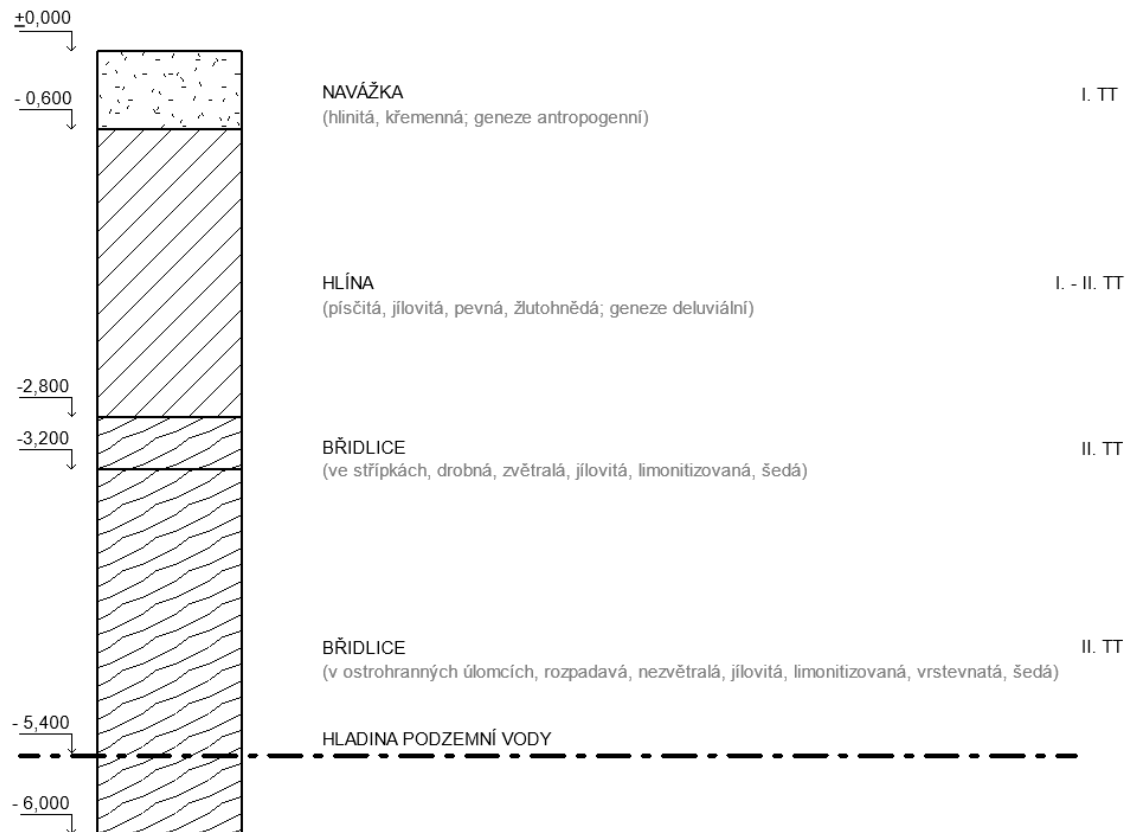 ±0,000
NAVÁŽKA
I. TT
- 0,600
(hlinitá, křemenná; geneze antropogenní)
HLÍNA
I. - II. TT
(písčitá, jílovitá, pevná, žlutohnědá; geneze deluviální)
-2,800
-3,200
BŘIDLICE
II. TT
(ve střípkách, drobná, zvětralá, jílovitá, limonitizovaná, šedá)
BŘIDLICE
II. TT
(v ostrohranných úlomcích, rozpadavá, nezvětralá, jílovitá, limonitizovaná, vrstevnatá, šedá)
- 5,400
HLADINA PODZEMNÍ VODY
- 6,000